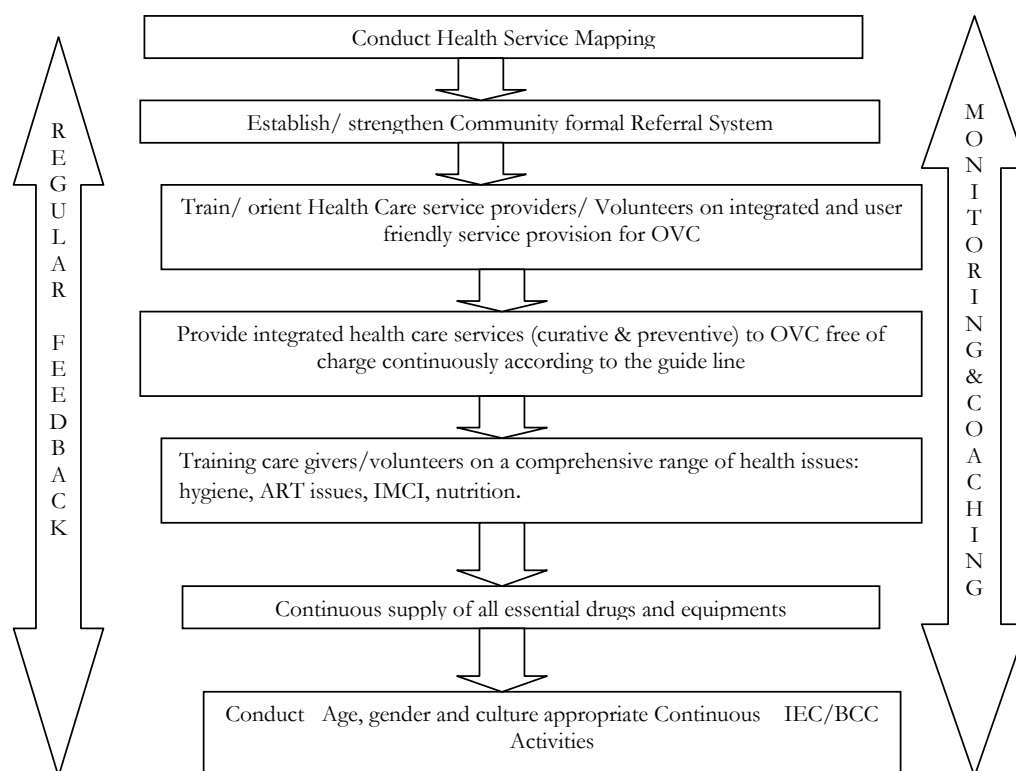 Conduct Health Service Mapping
Establish/ strengthen Community formal Referral System
Train/ orient Health Care service providers/ Volunteers on integrated and user
friendly service provision for OVC
Provide integrated health care services (curative & preventive) to OVC free of
charge continuously according to the guide line
Training care givers/volunteers on a comprehensive range of health issues:
hygiene, ART issues, IMCI, nutrition.
Continuous supply of all essential drugs and equipments
Conduct Age, gender and culture appropriate Continuous IEC/BCC
Activities
REGULAR FEEDBACK
MONITORING&COACHING